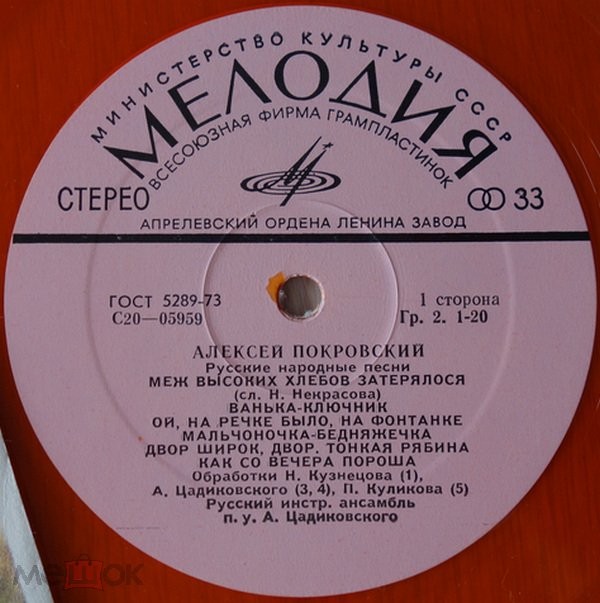 МИНИСТЕРСТВО КУЛЬТУРЫ СССР
МЕЛОДИЯ
ВСЕСОЮЗНАЯ ФИРМА ГРАМПЛАСТИНОК
СТЕРЕО
33
АПРЕЛЕВСКИЙ ОРДЕНА ЛЕНИНА ЗАВОД
ГОСТ 5289-73
С20—05959
1 сторона
Гр. 2. 1-20
АЛЕКСЕЙ ПОКРОВСКИЙ
Русские народные песни
МЕЖ ВЫСОКИХ ХЛЕБОВ ЗАТЕРЯЛОСЯ
(сл. Н. Некрасова)
ВАНЬКА-КЛЮЧНИК
ОЙ, НА РЕЧКЕ БЫЛО, НА ФОНТАНКЕ
МАЛЬЧОНОЧКА-БЕДНЯЖЕЧКА
ДВОР ШИРОК, ДВОР. ТОНКАЯ РЯБИНА
КАК СО ВЕЧЕРА ПОРОША
Обработки Н. Кузнецова (1),
А. Цадиковского (3, 4), П. Куликова (5)
Русский инстр. ансамбль
п. у. А. Цадиковского
мешок